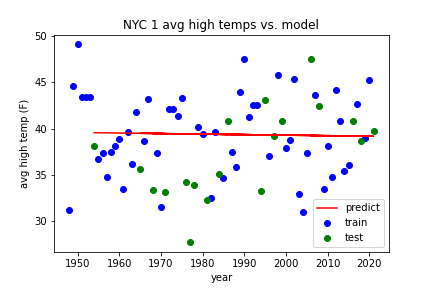 NYC 1 avg high temps vs. model
avg high temp (F)
50
45
40
35
30
1950 1960 1970 1980 1990 2000 2010 2020
year
predict
train
test